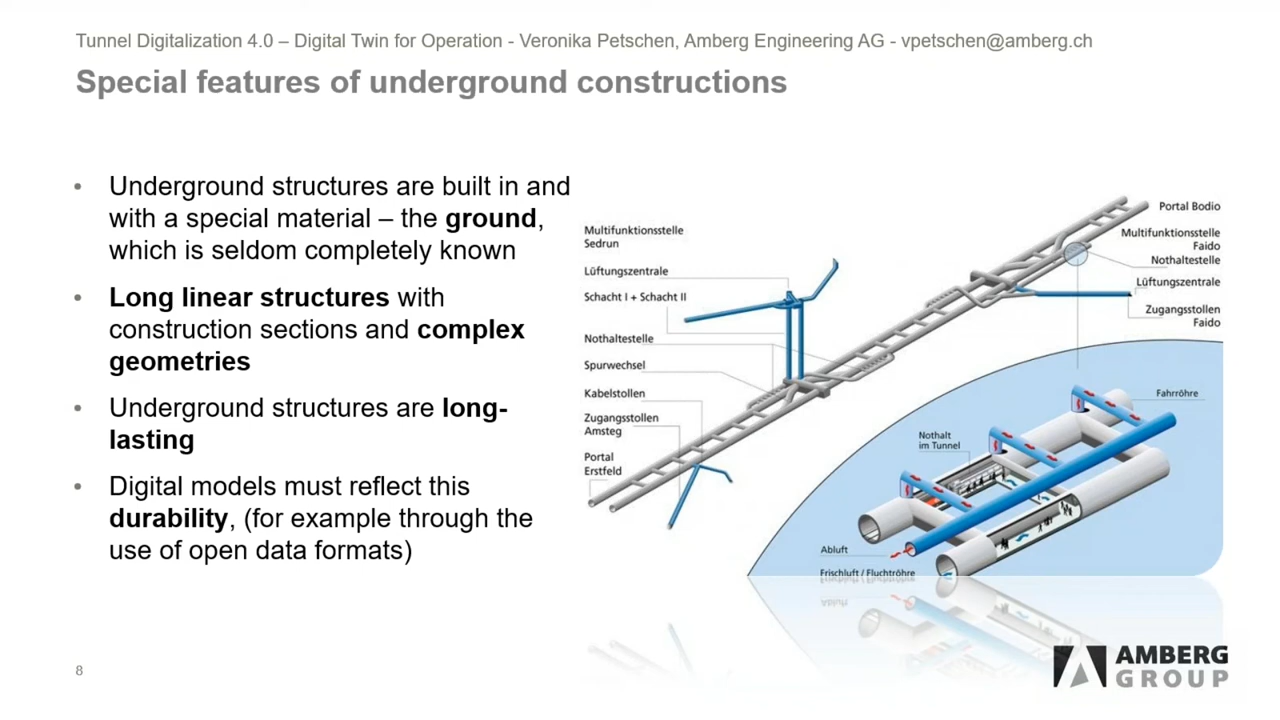 Tunnel Digitalization 4.0 – Digital Twin for Operation - Veronika Petschen, Amberg Engineering AG - vpetschen@amberg.ch
Special features of underground constructions
• Underground structures are built in and
with a special material – the ground,
which is seldom completely known
• Long linear structures with
construction sections and complex
geometries
• Underground structures are long-
lasting
• Digital models must reflect this
durability, (for example through the
use of open data formats)
Multifunktionsstelle
Sedrun
Lüftungszentrale
Schacht I + Schacht II
Nothaltestelle
Spurwechsel
Kabelstollen
Zugangsstollen
Amsteg
Portal
Erstfeld
Portal Bodio
Multifunktionsstelle
Faido
Nothaltestelle
Lüftungszentrale
Zugangsstollen
Faido
Fahrröhre
Nothalt
im Tunnel
Abluft
Frischluft / Fluchtröhre
8
AMBERG
GROUP